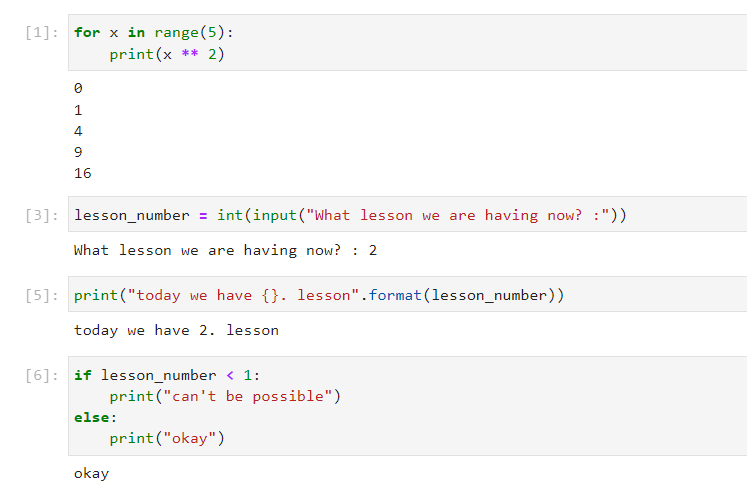 [1]: for x in range(5):
    print(x ** 2)
0
1
4
9
16
[3]: lesson_number = int(input("What lesson we are having now? :"))
What lesson we are having now? : 2
[5]: print("today we have {}. lesson".format(lesson_number))
today we have 2. lesson
[6]: if lesson_number < 1:
    print("can't be possible")
else:
    print("okay")
okay